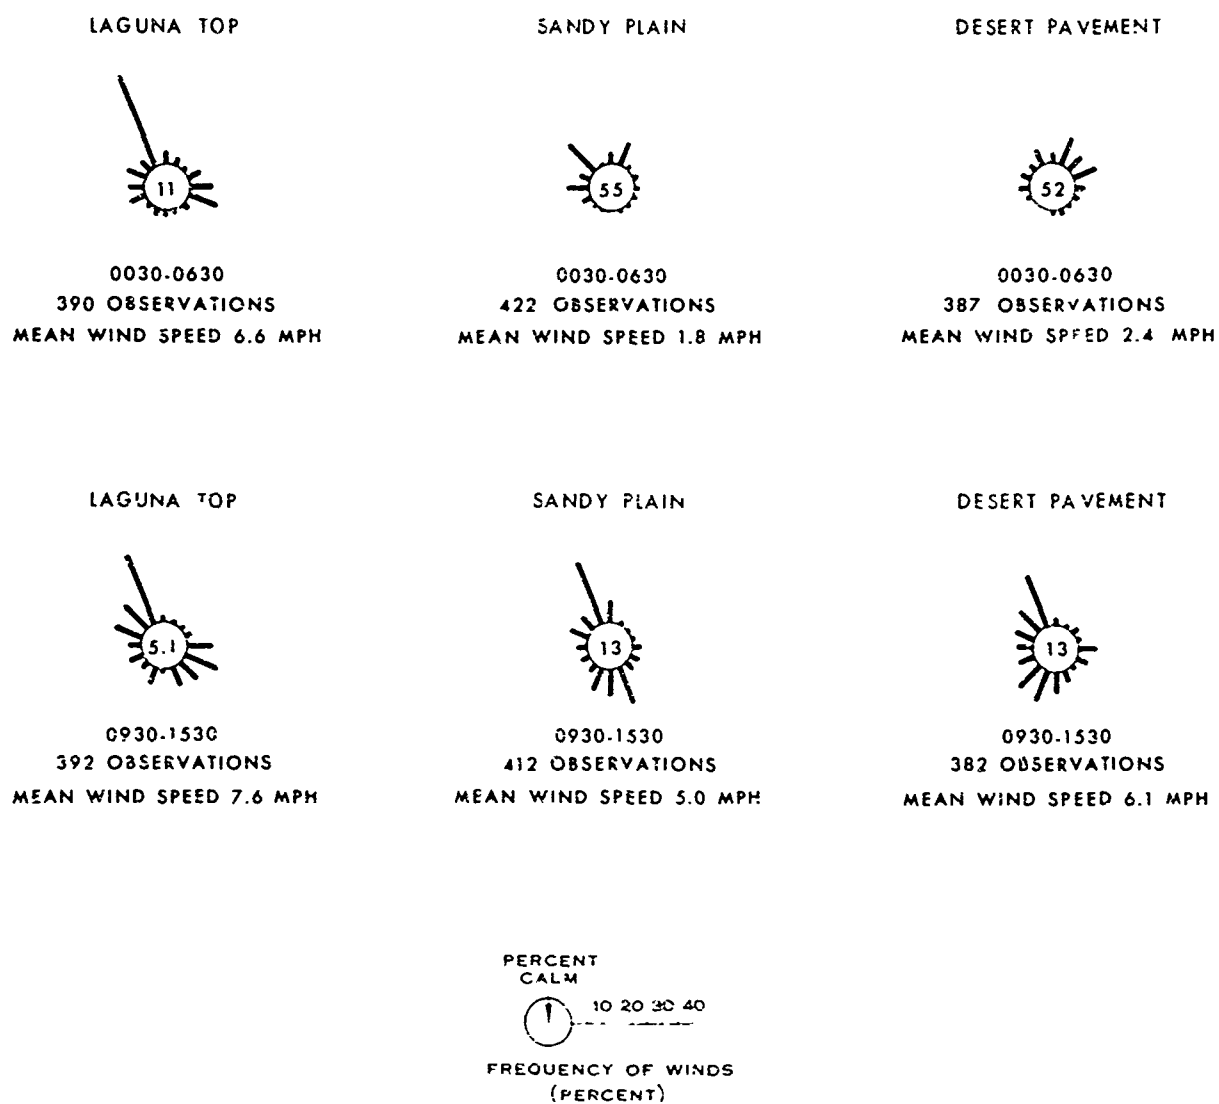 LAGUNA TOP
SANDY PLAIN
DESERT PAVEMENT
11
55
52
0030-0630
390 OBSERVATIONS
MEAN WIND SPEED 6.6 MPH
0030-0630
422 OBSERVATIONS
MEAN WIND SPEED 1.8 MPH
0030-0630
387 OBSERVATIONS
MEAN WIND SPEED 2.4 MPH
LAGUNA TOP
SANDY PLAIN
DESERT PAVEMENT
5.1
13
13
0930-1530
392 OBSERVATIONS
MEAN WIND SPEED 7.6 MPH
0930-1530
412 OBSERVATIONS
MEAN WIND SPEED 5.0 MPH
0930-1530
382 OBSERVATIONS
MEAN WIND SPEED 6.1 MPH
PERCENT
CALM
10 20 30 40
FREQUENCY OF WINDS
(PERCENT)